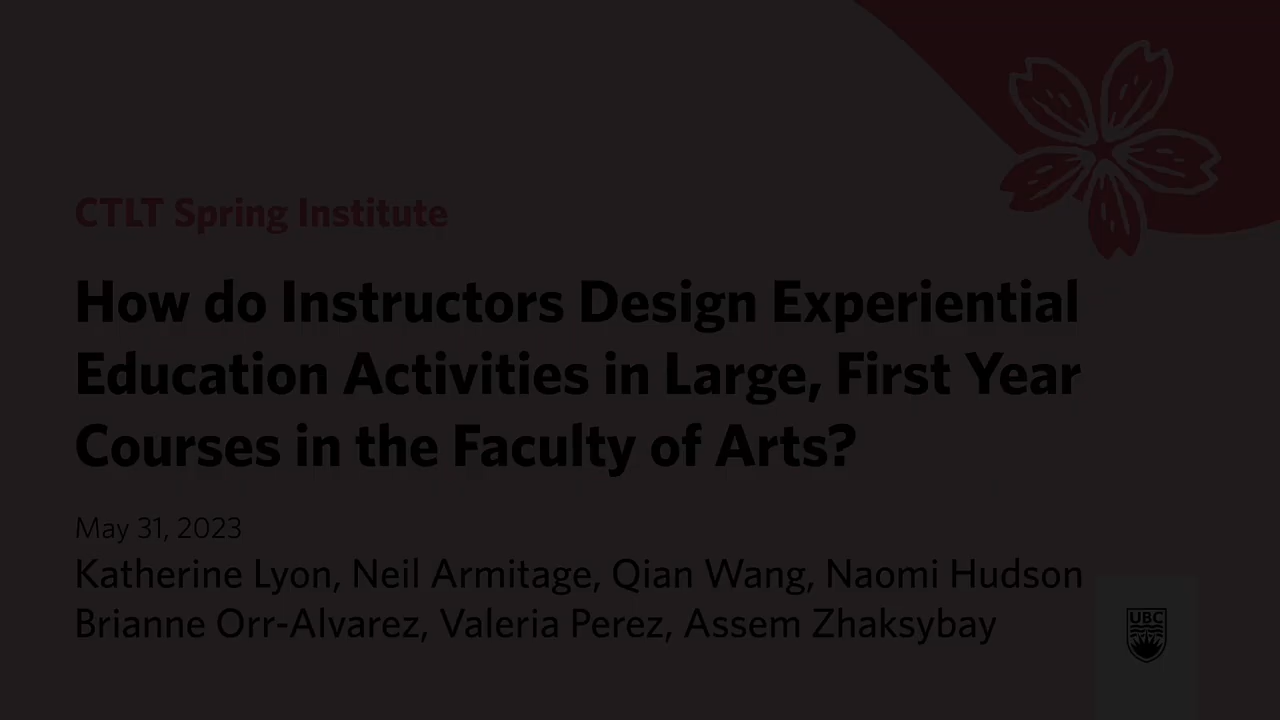 CTLT Spring Institute
How do Instructors Design Experiential
Education Activities in Large, First Year
Courses in the Faculty of Arts?
May 31, 2023
Katherine Lyon, Neil Armitage, Qian Wang, Naomi Hudson
Brianne Orr-Alvarez, Valeria Perez, Assem Zhaksybay
UBC